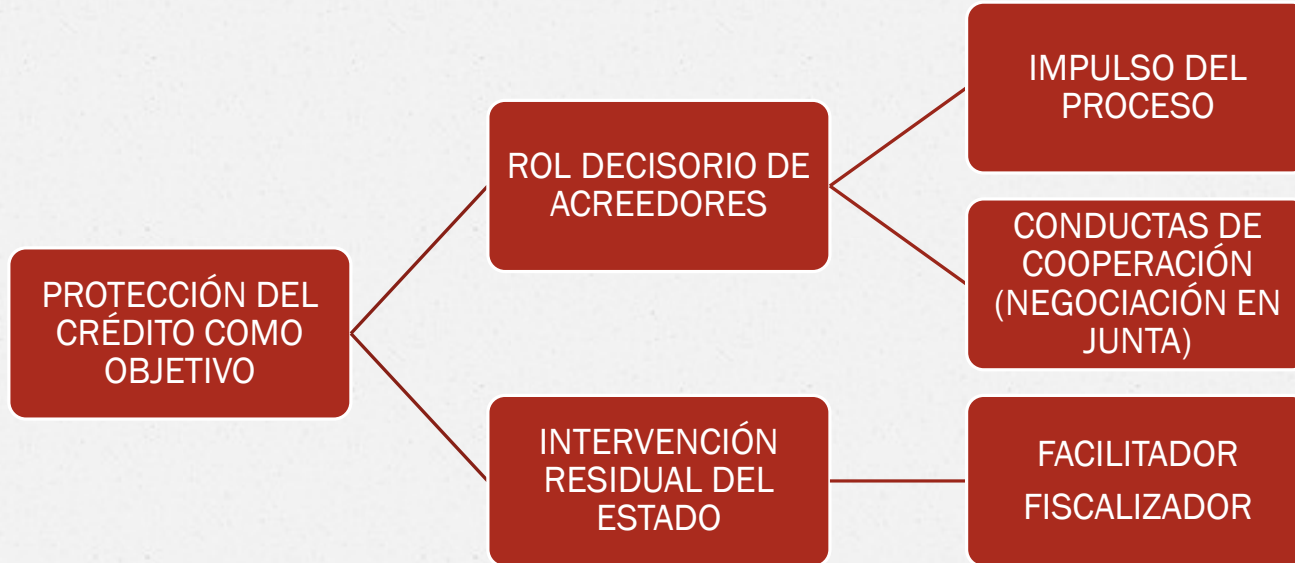 PROTECCIÓN DEL
CRÉDITO COMO
OBJETIVO
ROL DECISORIO DE
ACREEDORES
IMPULSO DEL
PROCESO
CONDUCTAS DE
COOPERACIÓN
(NEGOCIACIÓN EN
JUNTA)
INTERVENCIÓN
RESIDUAL DEL
ESTADO
FACILITADOR
FISCALIZADOR